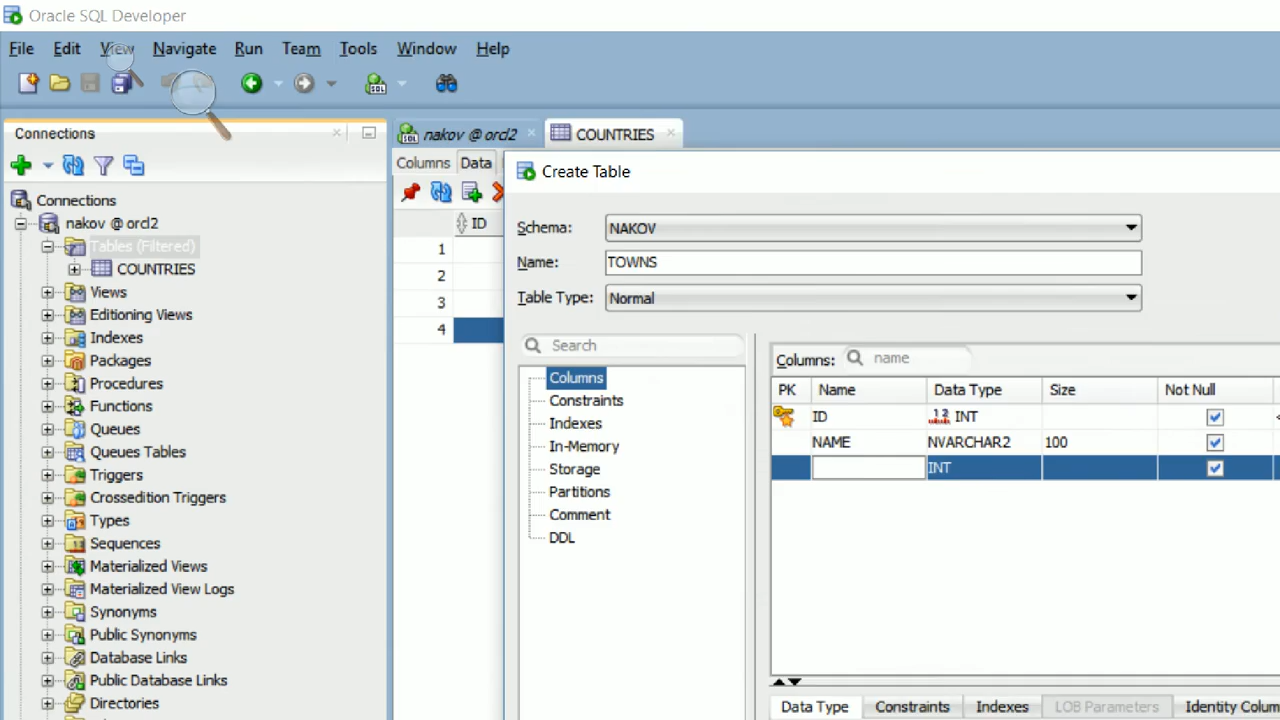 Oracle SQL Developer
File Edit View Navigate Run Team Tools Window Help
Connections
nakov @ orcl2
COUNTRIES
Columns Data
ID
1
2
3
4
Connections
nakov @ orcl2
Tables (Filtered)
COUNTRIES
Views
Editioning Views
Indexes
Packages
Procedures
Functions
Queues
Queues Tables
Triggers
Crossedition Triggers
Types
Sequences
Materialized Views
Materialized View Logs
Synonyms
Public Synonyms
Database Links
Public Database Links
Directories
Create Table
Schema: NAKOV
Name: TOWNS
Table Type: Normal
Search
Columns
Constraints
Indexes
In-Memory
Storage
Partitions
Comment
DDL
Columns: name
PK Name Data Type Size Not Null
ID INT
NAME NVARCHAR2 100
INT
Data Type Constraints Indexes LOB Parameters Identity Colum